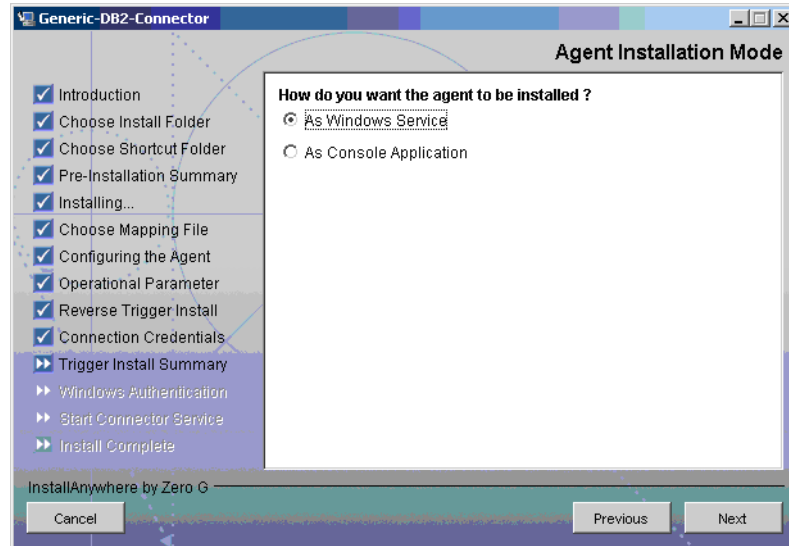 Generic-DB2-Connector
Agent Installation Mode
Introduction
Choose Install Folder
Choose Shortcut Folder
Pre-Installation Summary
Installing...
Choose Mapping File
Configuring the Agent
Operational Parameter
Reverse Trigger Install
Connection Credentials
Trigger Install Summary
Windows Authentication
Start Connector Service
Install Complete
How do you want the agent to be installed ?
As Windows Service
As Console Application
InstallAnywhere by Zero G
Cancel
Previous
Next